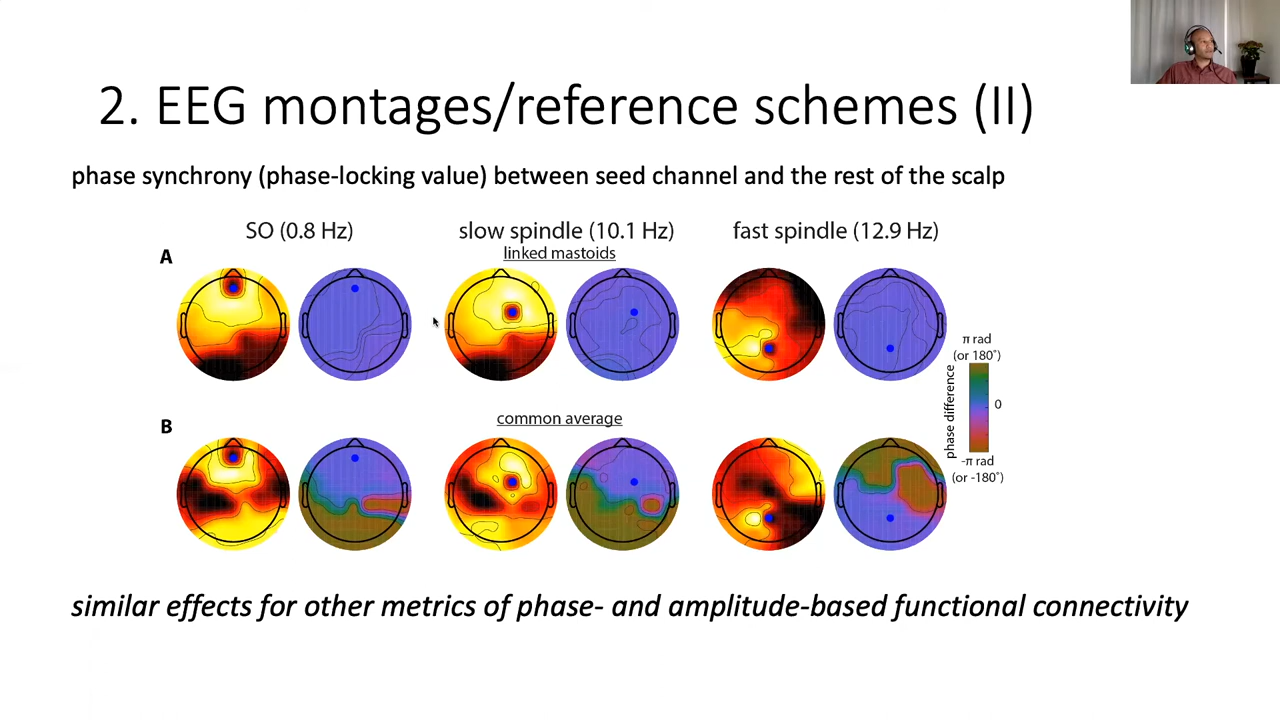 2. EEG montages/reference schemes (II)
phase synchrony (phase-locking value) between seed channel and the rest of the scalp
SO (0.8 Hz)
slow spindle (10.1 Hz)
fast spindle (12.9 Hz)
A
linked mastoids
π rad
(or 180˚)
phase difference
0
-π rad
(or -180˚)
B
common average
similar effects for other metrics of phase- and amplitude-based functional connectivity